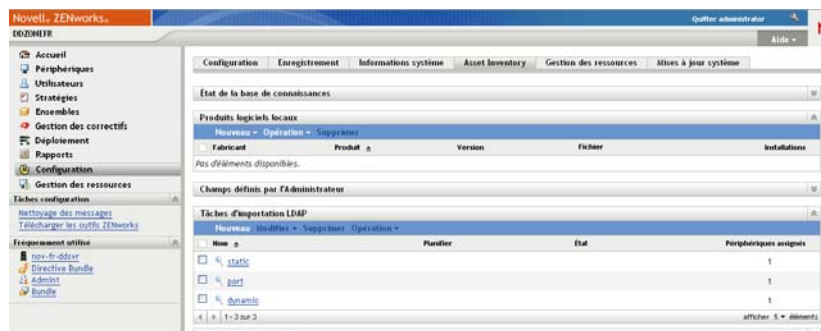 Novell® ZENworks®
Quitter administrator
DDZONEFR
Aide
Accueil
Périphériques
Utilisateurs
Stratégies
Ensembles
Gestion des correctifs
Déploiement
Rapports
Configuration
Gestion des ressources
Tâches configuration
Nettoyage des messages
Télécharger les outils ZENworks
Fréquemment utilisé
nov-fr-ddsvr
Directive Bundle
Admin1
Bundle
Configuration Enregistrement Informations système Asset Inventory Gestion des ressources Mises à jour système
État de la base de connaissances
Produits logiciels locaux
Nouveau Opération Supprimer
Fabricant Produit Version Fichier Installations
Pas d'éléments disponibles.
Champs définis par l'Administrateur
Tâches d'importation LDAP
Nouveau Modifier Supprimer Opération
Nom Planifier État Périphériques assignés
static 1
port 1
dynamic 1
1 - 3 sur 3 afficher 5 éléments